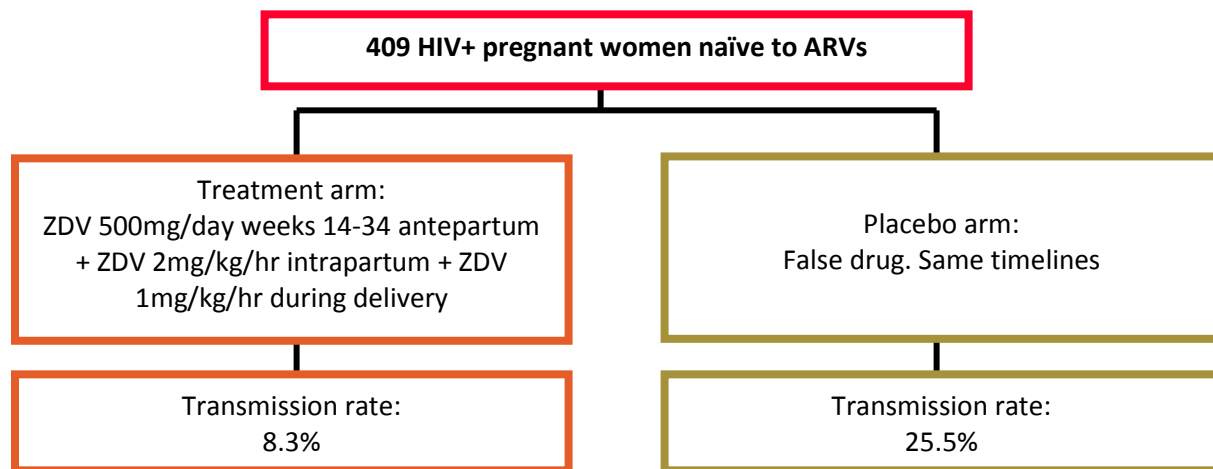 409 HIV+ pregnant women naïve to ARVs
Treatment arm:
ZDV 500mg/day weeks 14-34 antepartum
+ ZDV 2mg/kg/hr intrapartum + ZDV
1mg/kg/hr during delivery
Placebo arm:
False drug. Same timelines
Transmission rate:
8.3%
Transmission rate:
25.5%